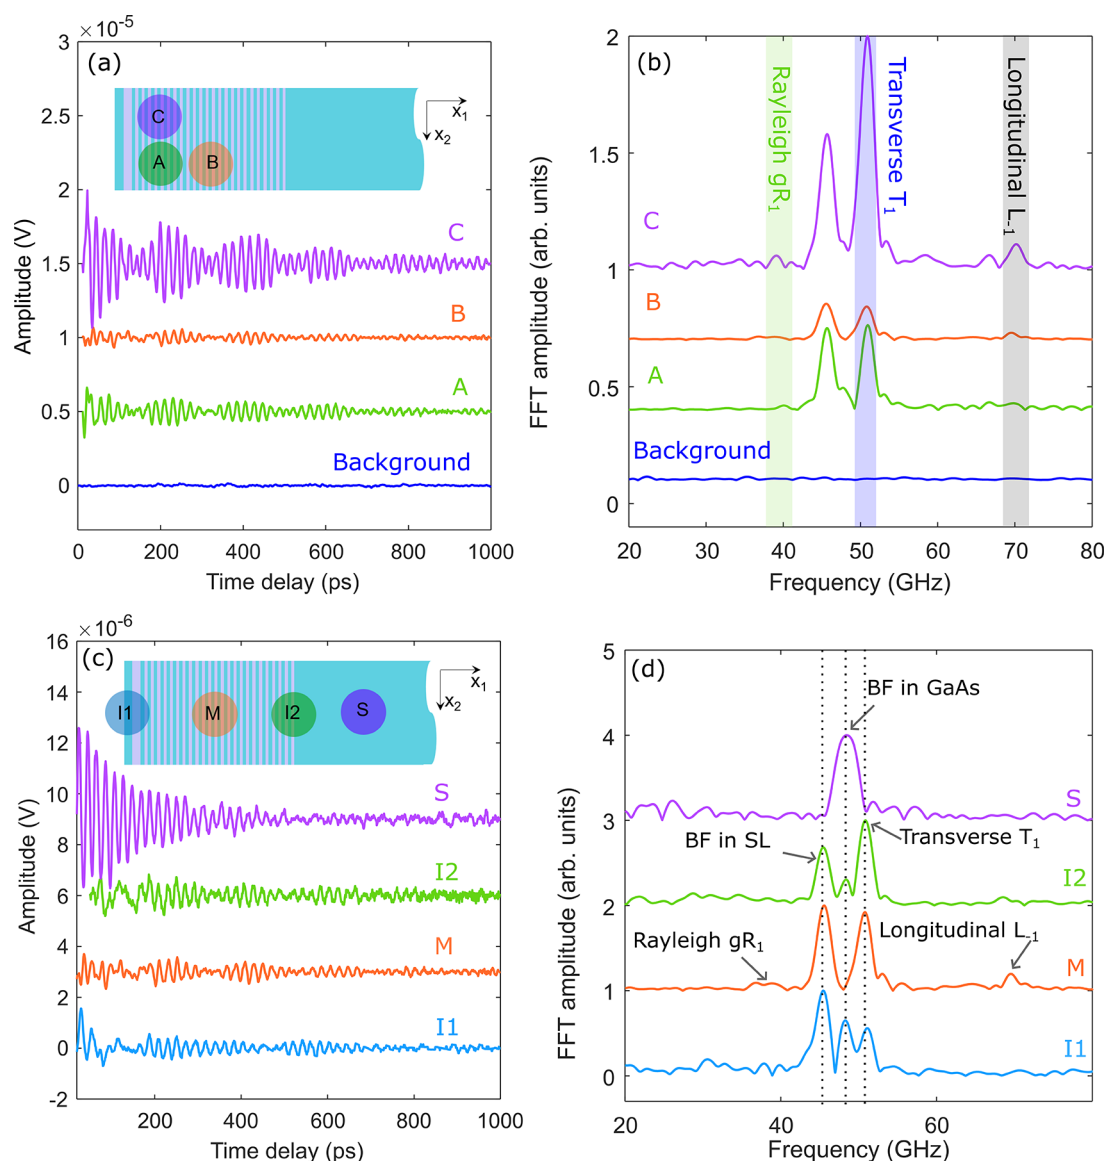 ×10⁻⁵
(a)
3
2.5
2
1.5
1
0.5
0
Amplitude (V)
C
A
B
x₁
x₂
C
B
A
Background
0
200
400
600
800
1000
Time delay (ps)
(b)
2
1.5
1
0.5
0
FFT amplitude (arb. units)
Rayleigh gR₁
Transverse T₁
Longitudinal L₋₁
C
B
A
Background
20
30
40
50
60
70
80
Frequency (GHz)
×10⁻⁶
(c)
16
14
12
10
8
6
4
2
0
-2
Amplitude (V)
I1
M
I2
S
x₁
x₂
S
I2
M
I1
200
400
600
800
1000
Time delay (ps)
(d)
5
4
3
2
1
0
FFT amplitude (arb. units)
BF in GaAs
S
BF in SL
Transverse T₁
I2
Rayleigh gR₁
Longitudinal L₋₁
M
I1
20
40
60
Frequency (GHz)